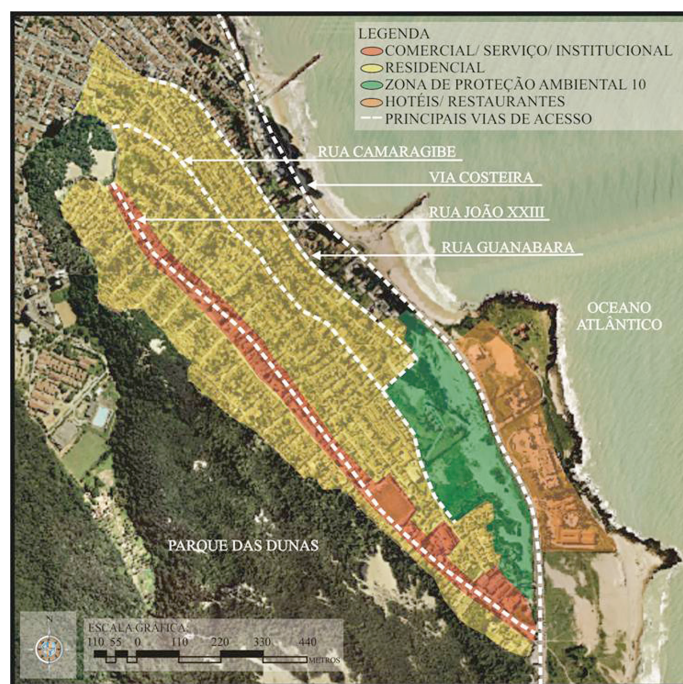 LEGENDA
COMERCIAL/ SERVIÇO/ INSTITUCIONAL
RESIDENCIAL
ZONA DE PROTEÇÃO AMBIENTAL 10
HOTÉIS/ RESTAURANTES
PRINCIPAIS VIAS DE ACESSO
RUA CAMARAGIBE
VIA COSTEIRA
RUA JOÃO XXIII
RUA GUANABARA
OCEANO
ATLÂNTICO
PARQUE DAS DUNAS
N
ESCALA GRÁFICA:
110 55 0 110 220 330 440
METROS